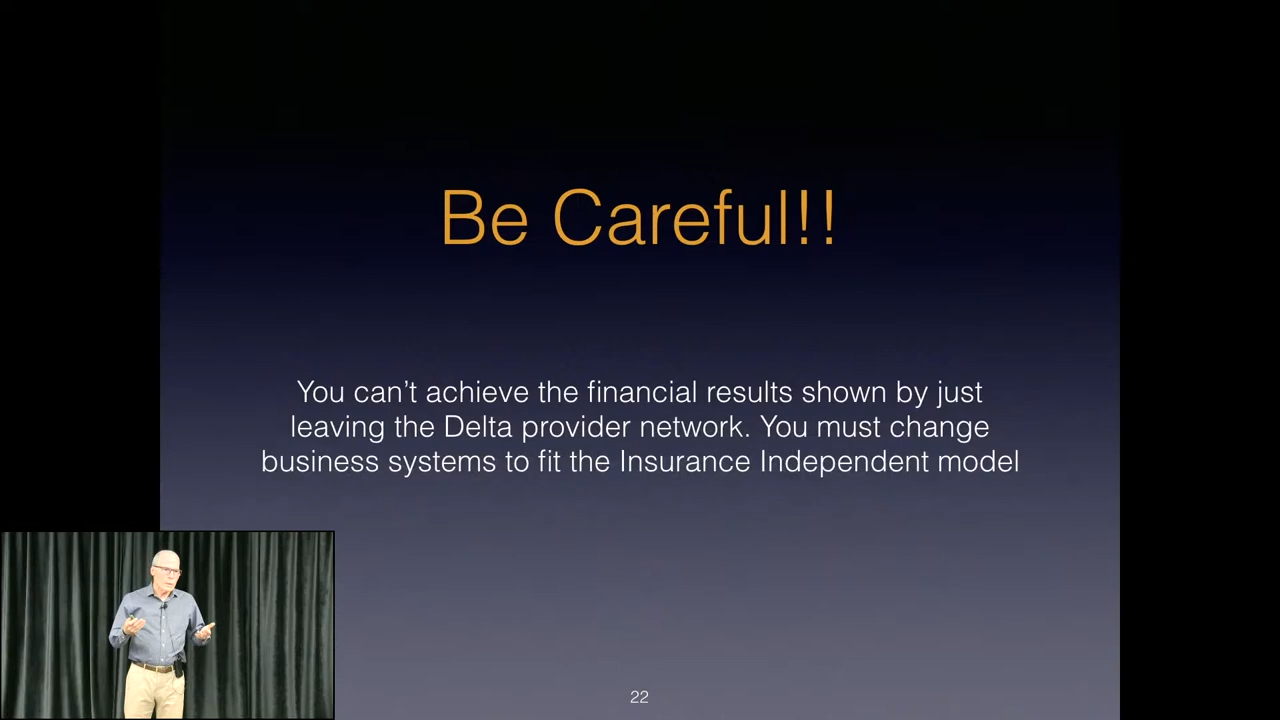 Be Careful!!
You can’t achieve the financial results shown by just
leaving the Delta provider network. You must change
business systems to fit the Insurance Independent model
22